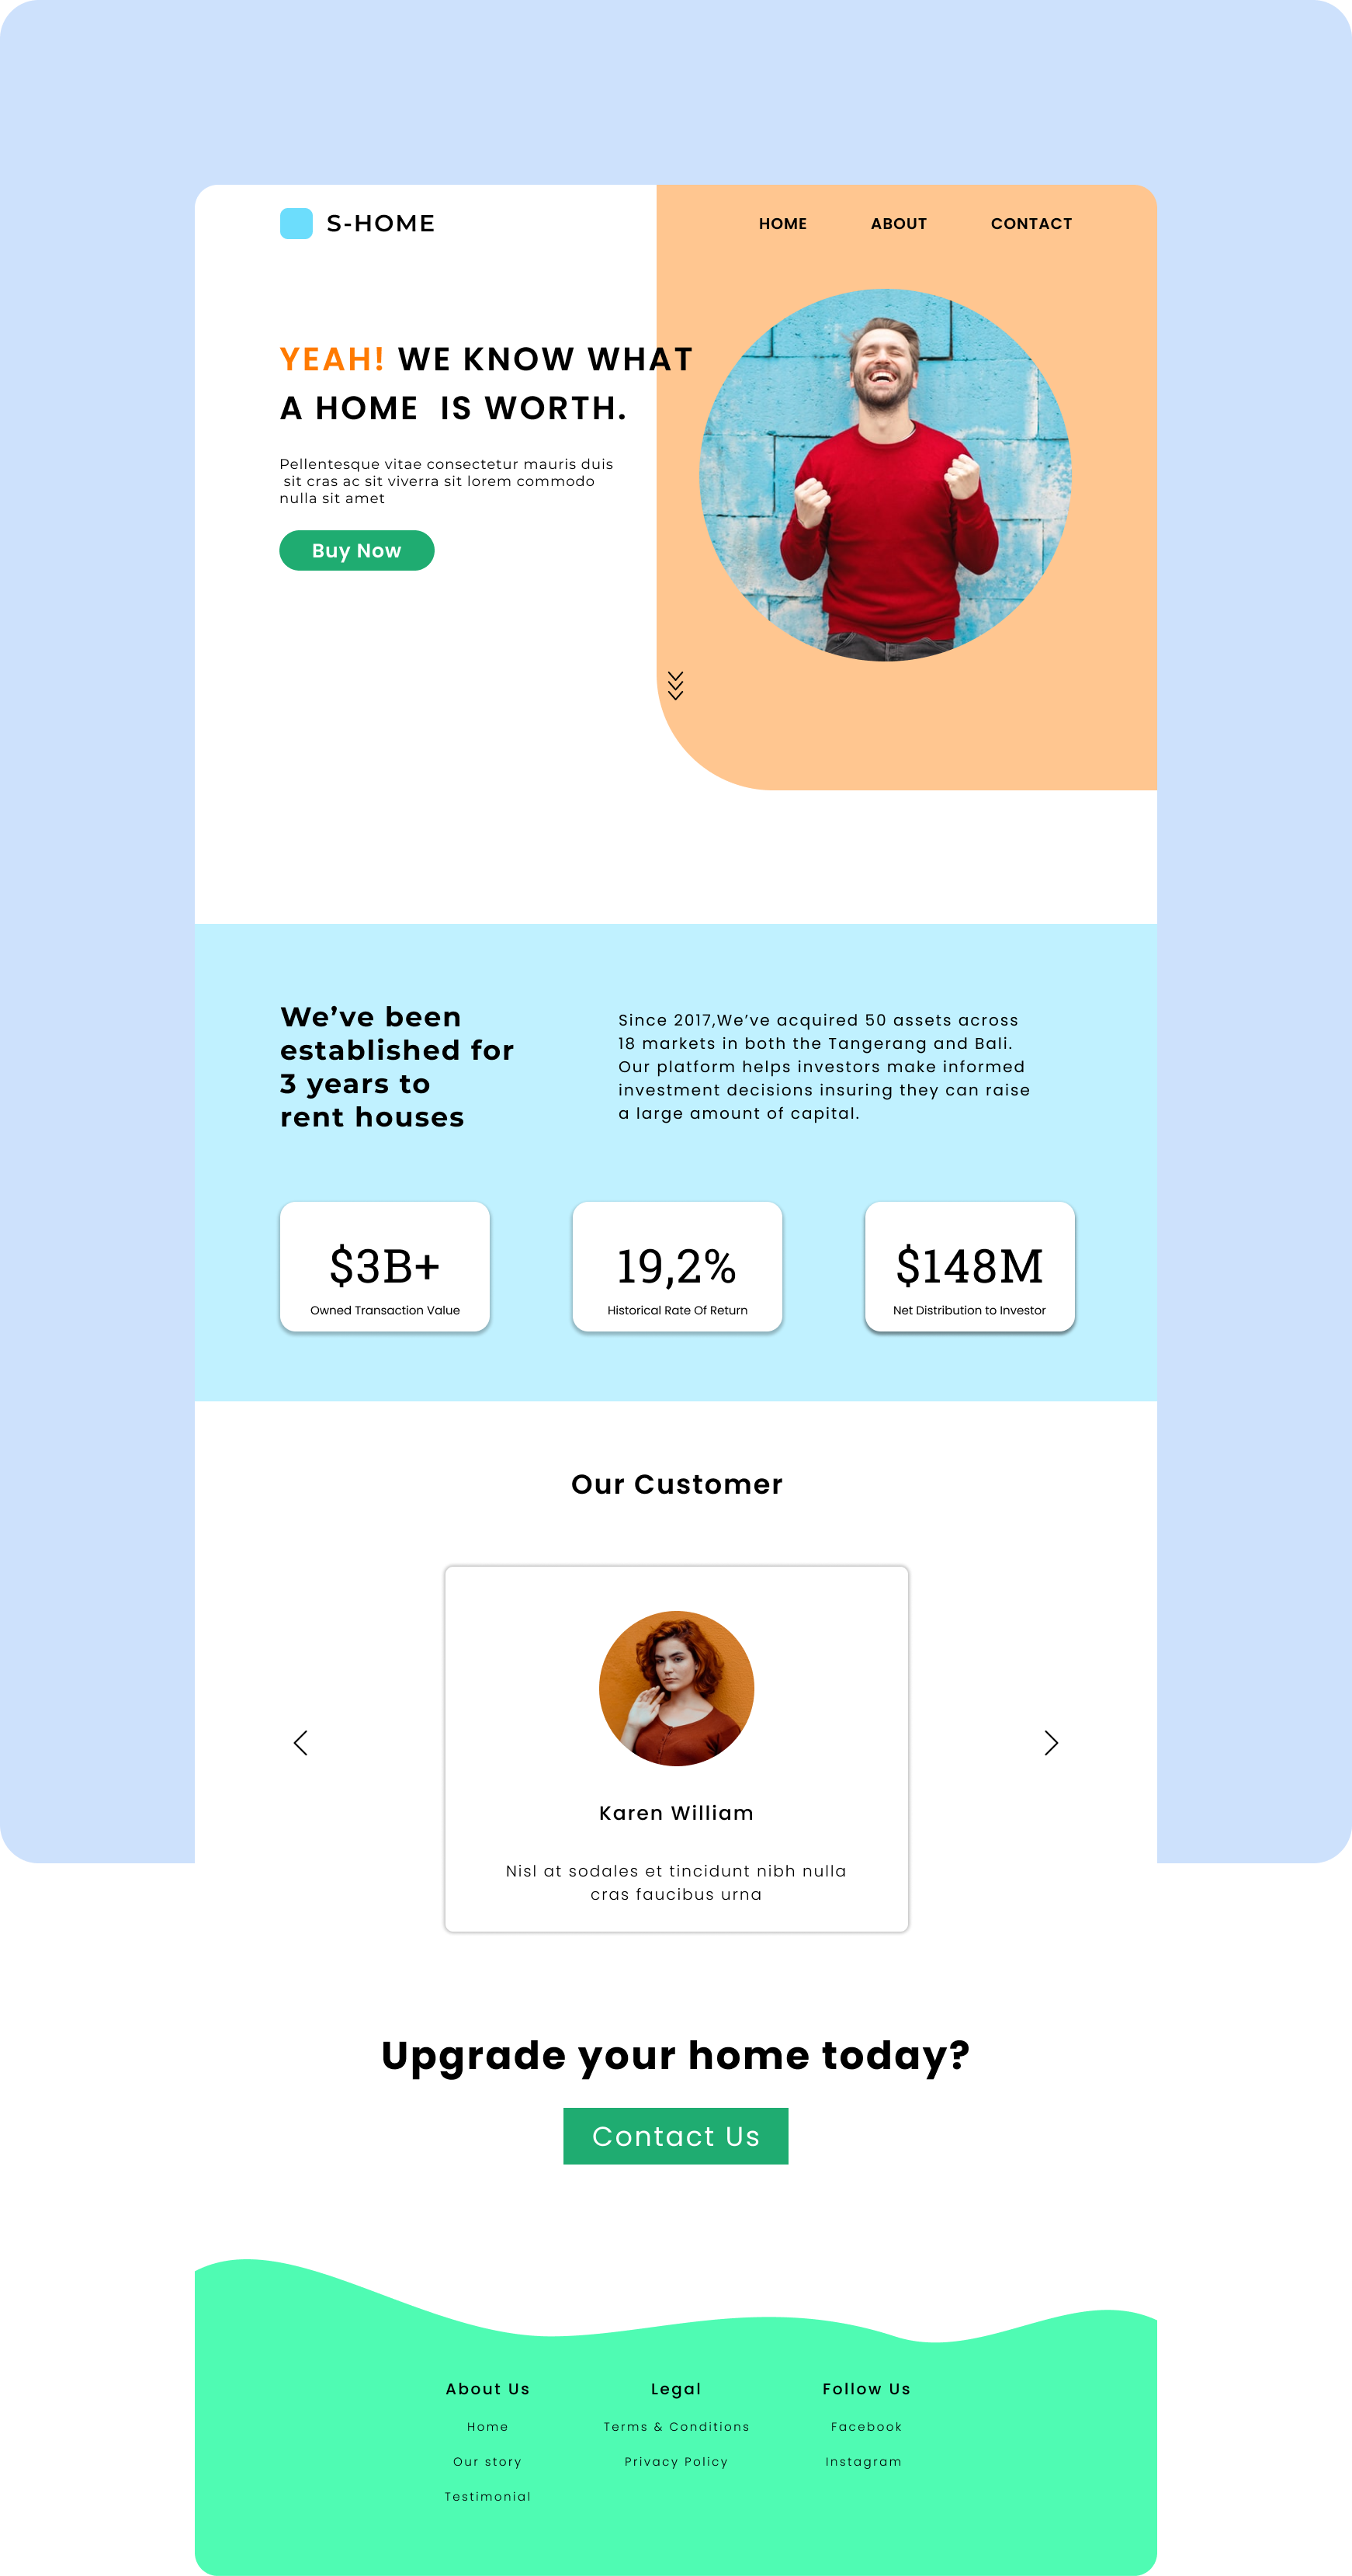 S-HOME
HOME ABOUT CONTACT
YEAH! WE KNOW WHAT
A HOME IS WORTH.
Pellentesque vitae consectetur mauris duis
sit cras ac sit viverra sit lorem commodo
nulla sit amet
Buy Now
We’ve been
established for
3 years to
rent houses
Since 2017,We’ve acquired 50 assets across
18 markets in both the Tangerang and Bali.
Our platform helps investors make informed
investment decisions insuring they can raise
a large amount of capital.
$3B+
Owned Transaction Value
19,2%
Historical Rate Of Return
$148M
Net Distribution to Investor
Our Customer
Karen William
Nisl at sodales et tincidunt nibh nulla
cras faucibus urna
Upgrade your home today?
Contact Us
About Us
Home
Our story
Testimonial
Legal
Terms & Conditions
Privacy Policy
Follow Us
Facebook
Instagram